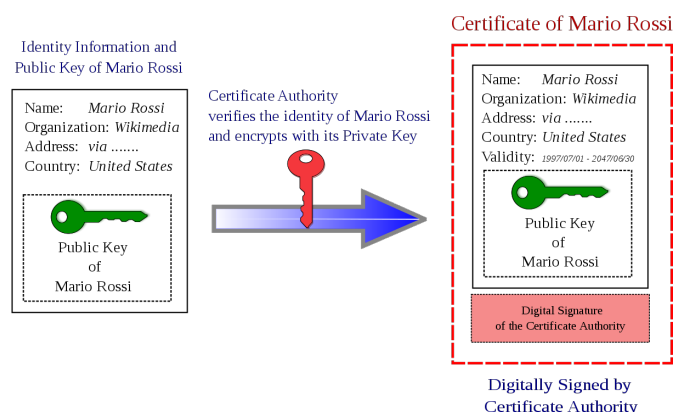 Identity Information and
Public Key of Mario Rossi
Name: Mario Rossi
Organization: Wikimedia
Address: via .......
Country: United States
Public Key
of
Mario Rossi
Certificate Authority
verifies the identity of Mario Rossi
and encrypts with its Private Key
Certificate of Mario Rossi
Name: Mario Rossi
Organization: Wikimedia
Address: via .......
Country: United States
Validity: 1997/07/01 - 2047/06/30
Public Key
of
Mario Rossi
Digital Signature
of the Certificate Authority
Digitally Signed by
Certificate Authority